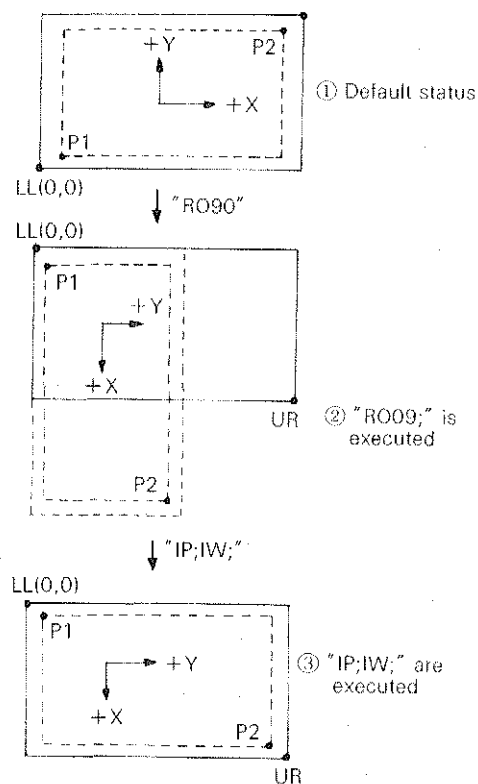 +Y
P2
+X
① Default status
P1
LL(0,0)
"RO90"
LL(0,0)
P1
+Y
+X
UR
② "RO09;" is
executed
P2
"IP;IW;"
LL(0,0)
P1
+Y
③ "IP;IW;" are
executed
+X
P2
UR